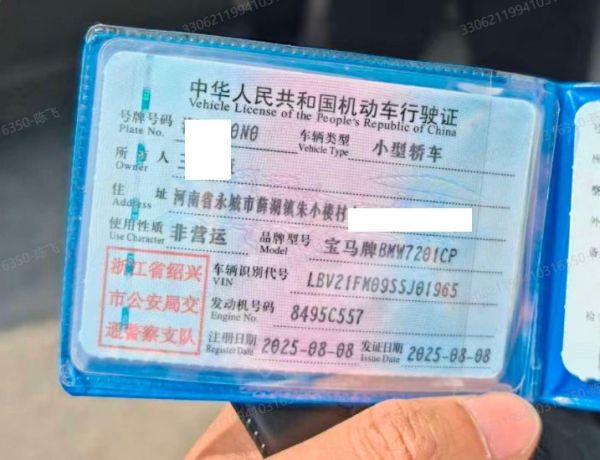 中华人民共和国机动车行驶证
Vehicle License of the People's Republic of China
号牌号码 0N0 车辆类型 小型轿车
Plate No. Vehicle Type
所有人
Owner
住 址 河南省永城市薛湖镇朱小楼村
Address
使用性质 非营运 品牌型号 宝马牌BMW7201CP
Use Character Model
浙江省绍兴
市公安局交
通警察支队
车辆识别代号 LBV21FM09SSJ01965
VIN
发动机号码 8495C557
Engine No.
注册日期 2025-08-08 发证日期 2025-08-08
Register Date Issue Date